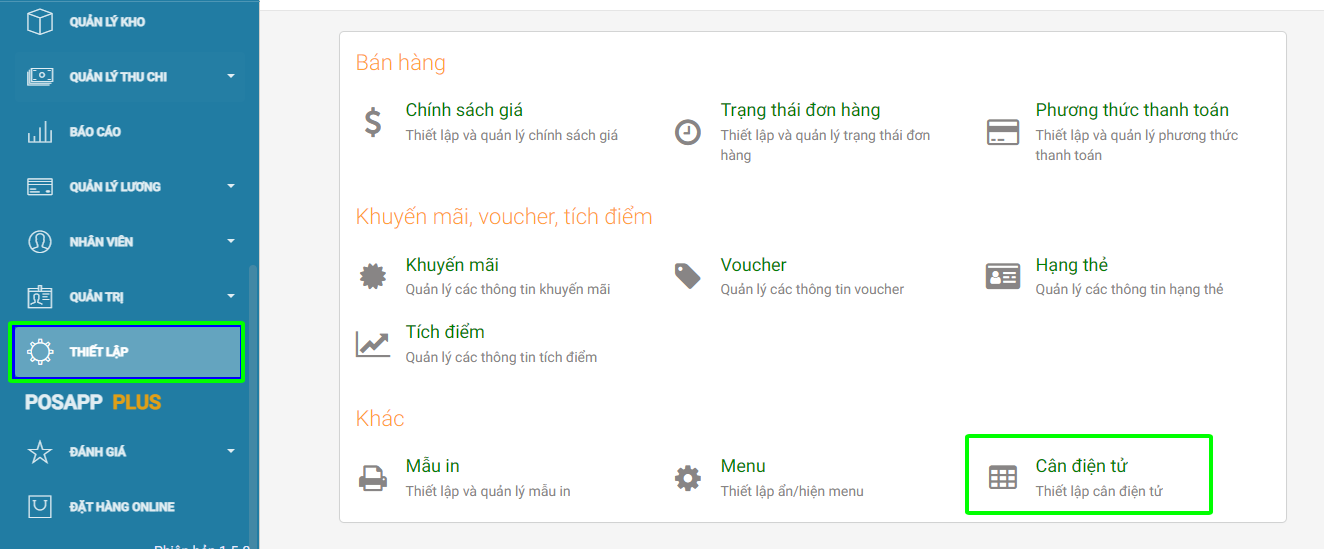 QUẢN LÝ KHO
QUẢN LÝ THU CHI
BÁO CÁO
QUẢN LÝ LƯƠNG
NHÂN VIÊN
QUẢN TRỊ
THIẾT LẬP
POSAPP PLUS
ĐÁNH GIÁ
ĐẶT HÀNG ONLINE
Phiên bản 1.5.8
Bán hàng
Chính sách giá
Thiết lập và quản lý chính sách giá
Trạng thái đơn hàng
Thiết lập và quản lý trạng thái đơn
hàng
Phương thức thanh toán
Thiết lập và quản lý phương thức
thanh toán
Khuyến mãi, voucher, tích điểm
Khuyến mãi
Quản lý các thông tin khuyến mãi
Voucher
Quản lý các thông tin voucher
Hạng thẻ
Quản lý các thông tin hạng thẻ
Tích điểm
Quản lý các thông tin tích điểm
Khác
Mẫu in
Thiết lập và quản lý mẫu in
Menu
Thiết lập ẩn/hiện menu
Cân điện tử
Thiết lập cân điện tử